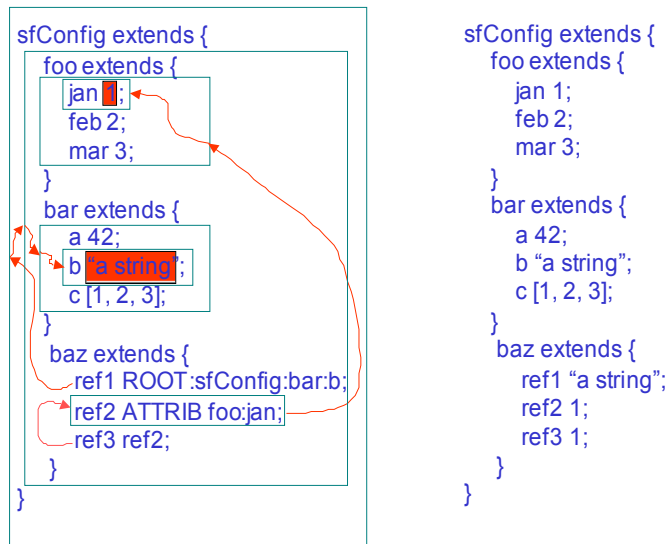 sfConfig extends {
foo extends {
jan 1;
feb 2;
mar 3;
}
bar extends {
a 42;
b “a string”;
c [1, 2, 3];
}
baz extends {
ref1 ROOT:sfConfig:bar:b;
ref2 ATTRIB foo:jan;
ref3 ref2;
}
}
sfConfig extends {
foo extends {
jan 1;
feb 2;
mar 3;
}
bar extends {
a 42;
b “a string”;
c [1, 2, 3];
}
baz extends {
ref1 “a string”;
ref2 1;
ref3 1;
}
}